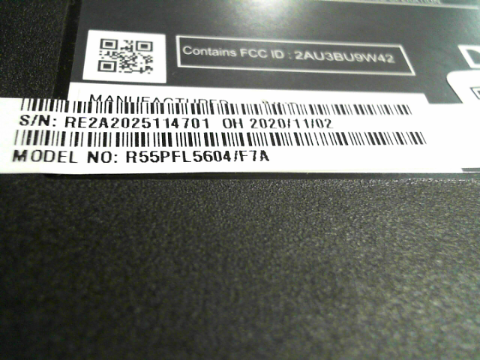 Contains FCC ID : 2AU3BU9W42
S/N: RE2A2025114701 OH 2020/11/02
MODEL NO: R55PFL5604/F7A